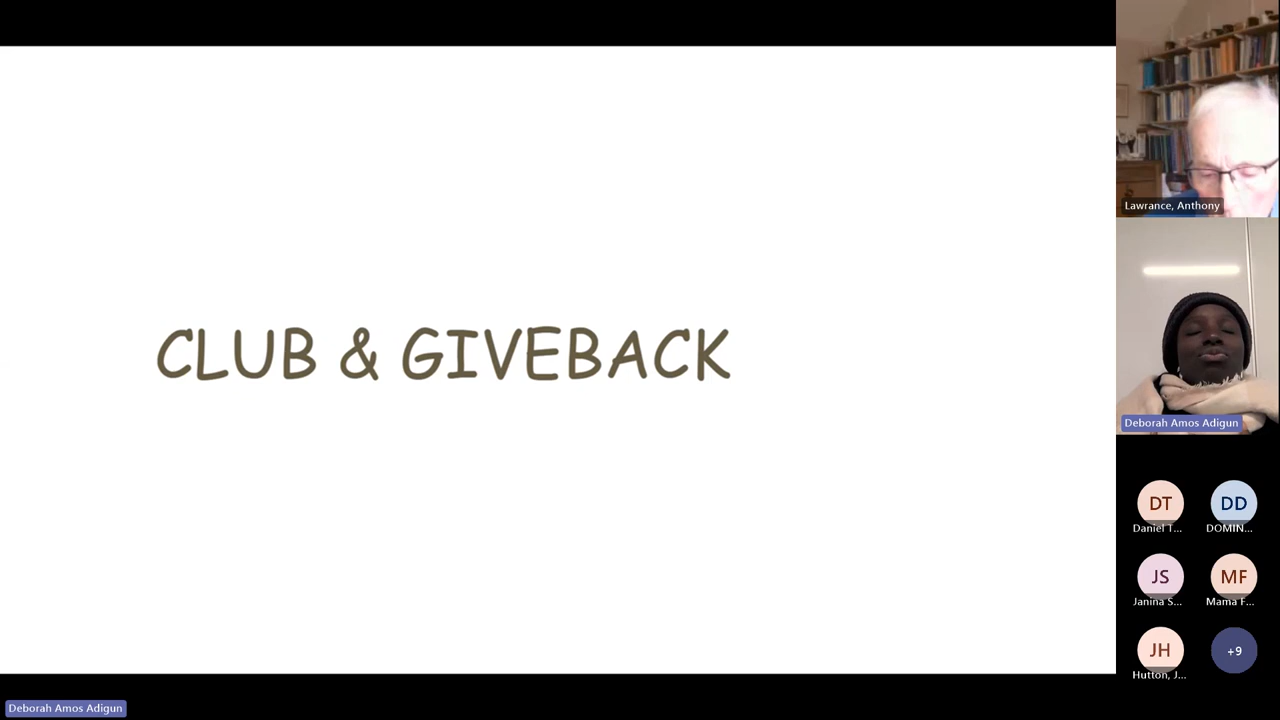 CLUB & GIVEBACK
Lawrance, Anthony
Deborah Amos Adigun
DT
DD
Daniel T...
DOMIN...
JS
MF
Janina S...
Mama F...
JH
+9
Hutton, J...
Deborah Amos Adigun